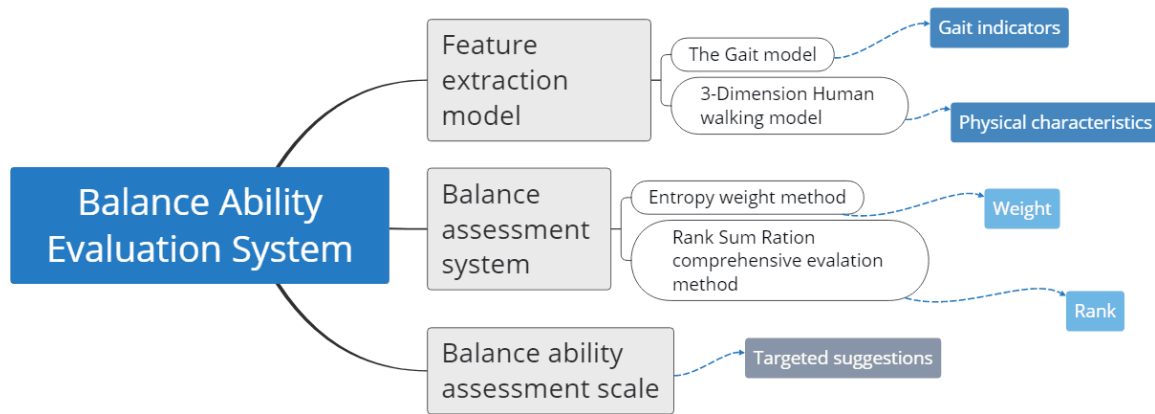 Balance Ability
Evaluation System
Feature
extraction
model
The Gait model
Gait indicators
3-Dimension Human
walking model
Physical characteristics
Balance
assessment
system
Entropy weight method
Weight
Rank Sum Ration
comprehensive evalation
method
Rank
Balance ability
assessment scale
Targeted suggestions